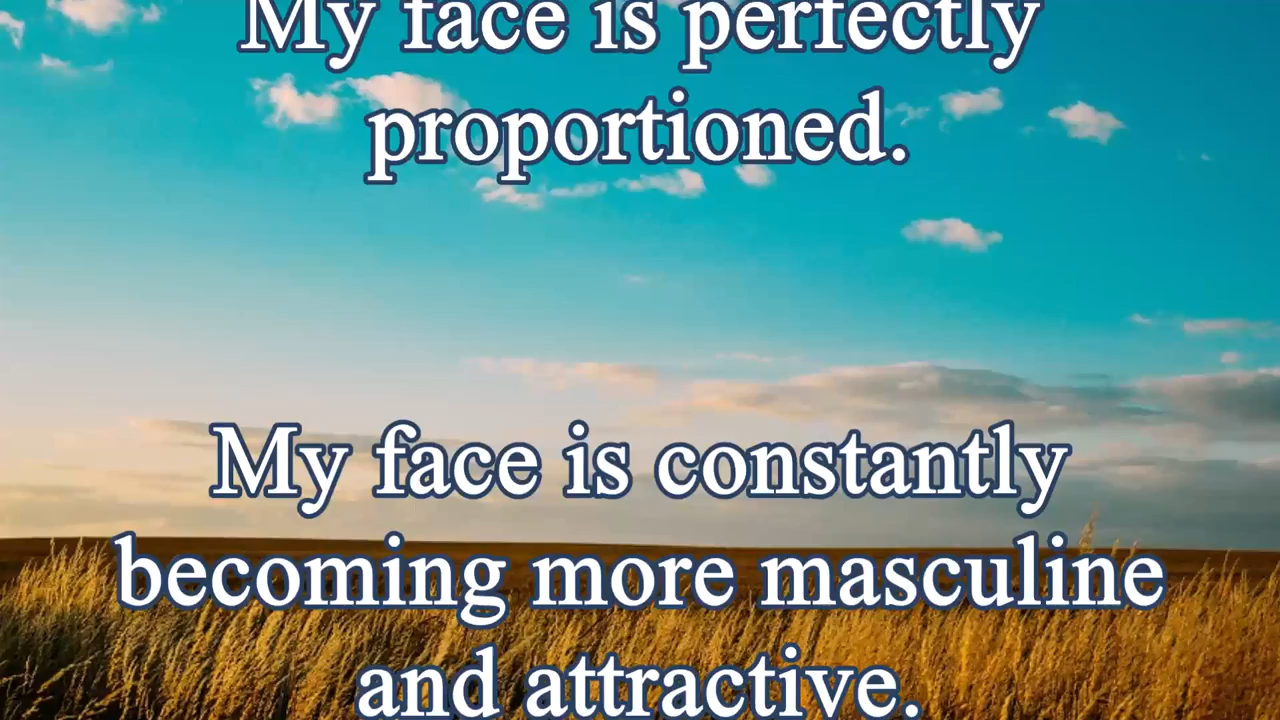 My face is perfectly
proportioned.
My face is constantly
becoming more masculine
and attractive.